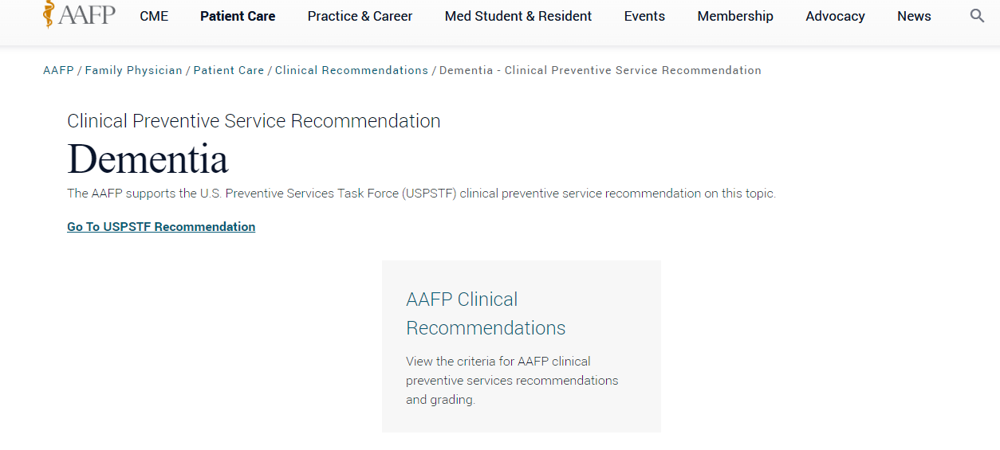 AAFP CME Patient Care Practice & Career Med Student & Resident Events Membership Advocacy News
AAFP / Family Physician / Patient Care / Clinical Recommendations / Dementia - Clinical Preventive Service Recommendation
Clinical Preventive Service Recommendation
Dementia
The AAFP supports the U.S. Preventive Services Task Force (USPSTF) clinical preventive service recommendation on this topic.
Go To USPSTF Recommendation
AAFP Clinical
Recommendations
View the criteria for AAFP clinical
preventive services recommendations
and grading.